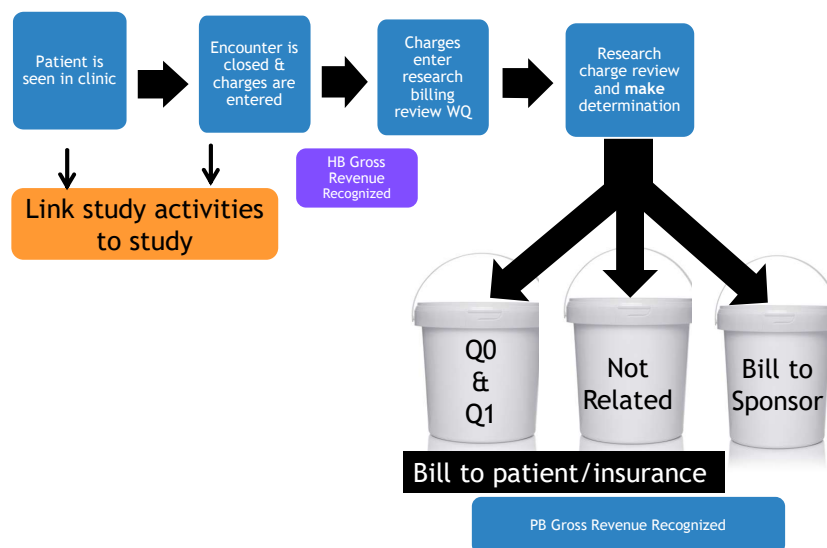 Patient is
seen in clinic
Encounter is
closed &
charges are
entered
Charges
enter
research
billing
review WQ
Research
charge review
and make
determination
HB Gross
Revenue
Recognized
Link study activities
to study
Q0
&
Q1
Not
Related
Bill to
Sponsor
Bill to patient/insurance
PB Gross Revenue Recognized